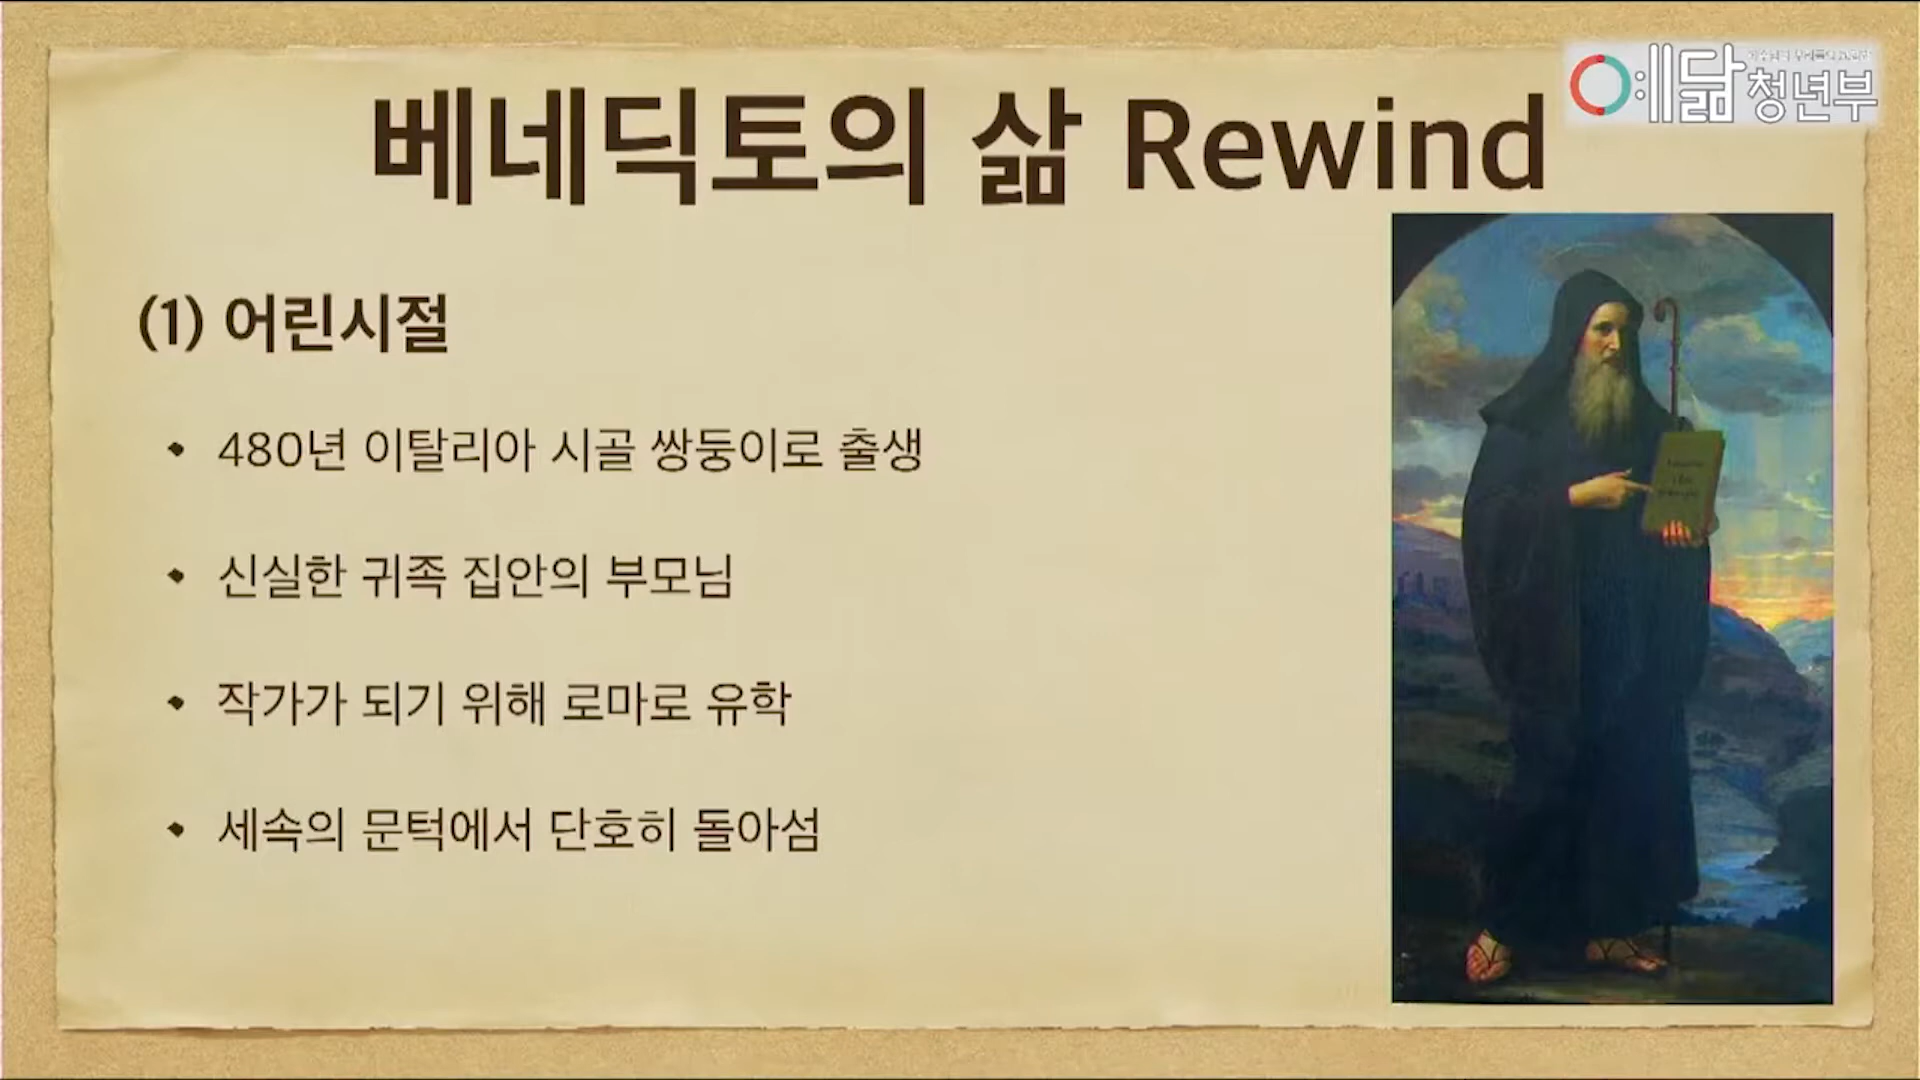 베네딕토의 삶 Rewind
예닮 청년부
(1) 어린시절
• 480년 이탈리아 시골 쌍둥이로 출생
• 신실한 귀족 집안의 부모님
• 작가가 되기 위해 로마로 유학
• 세속의 문턱에서 단호히 돌아섬